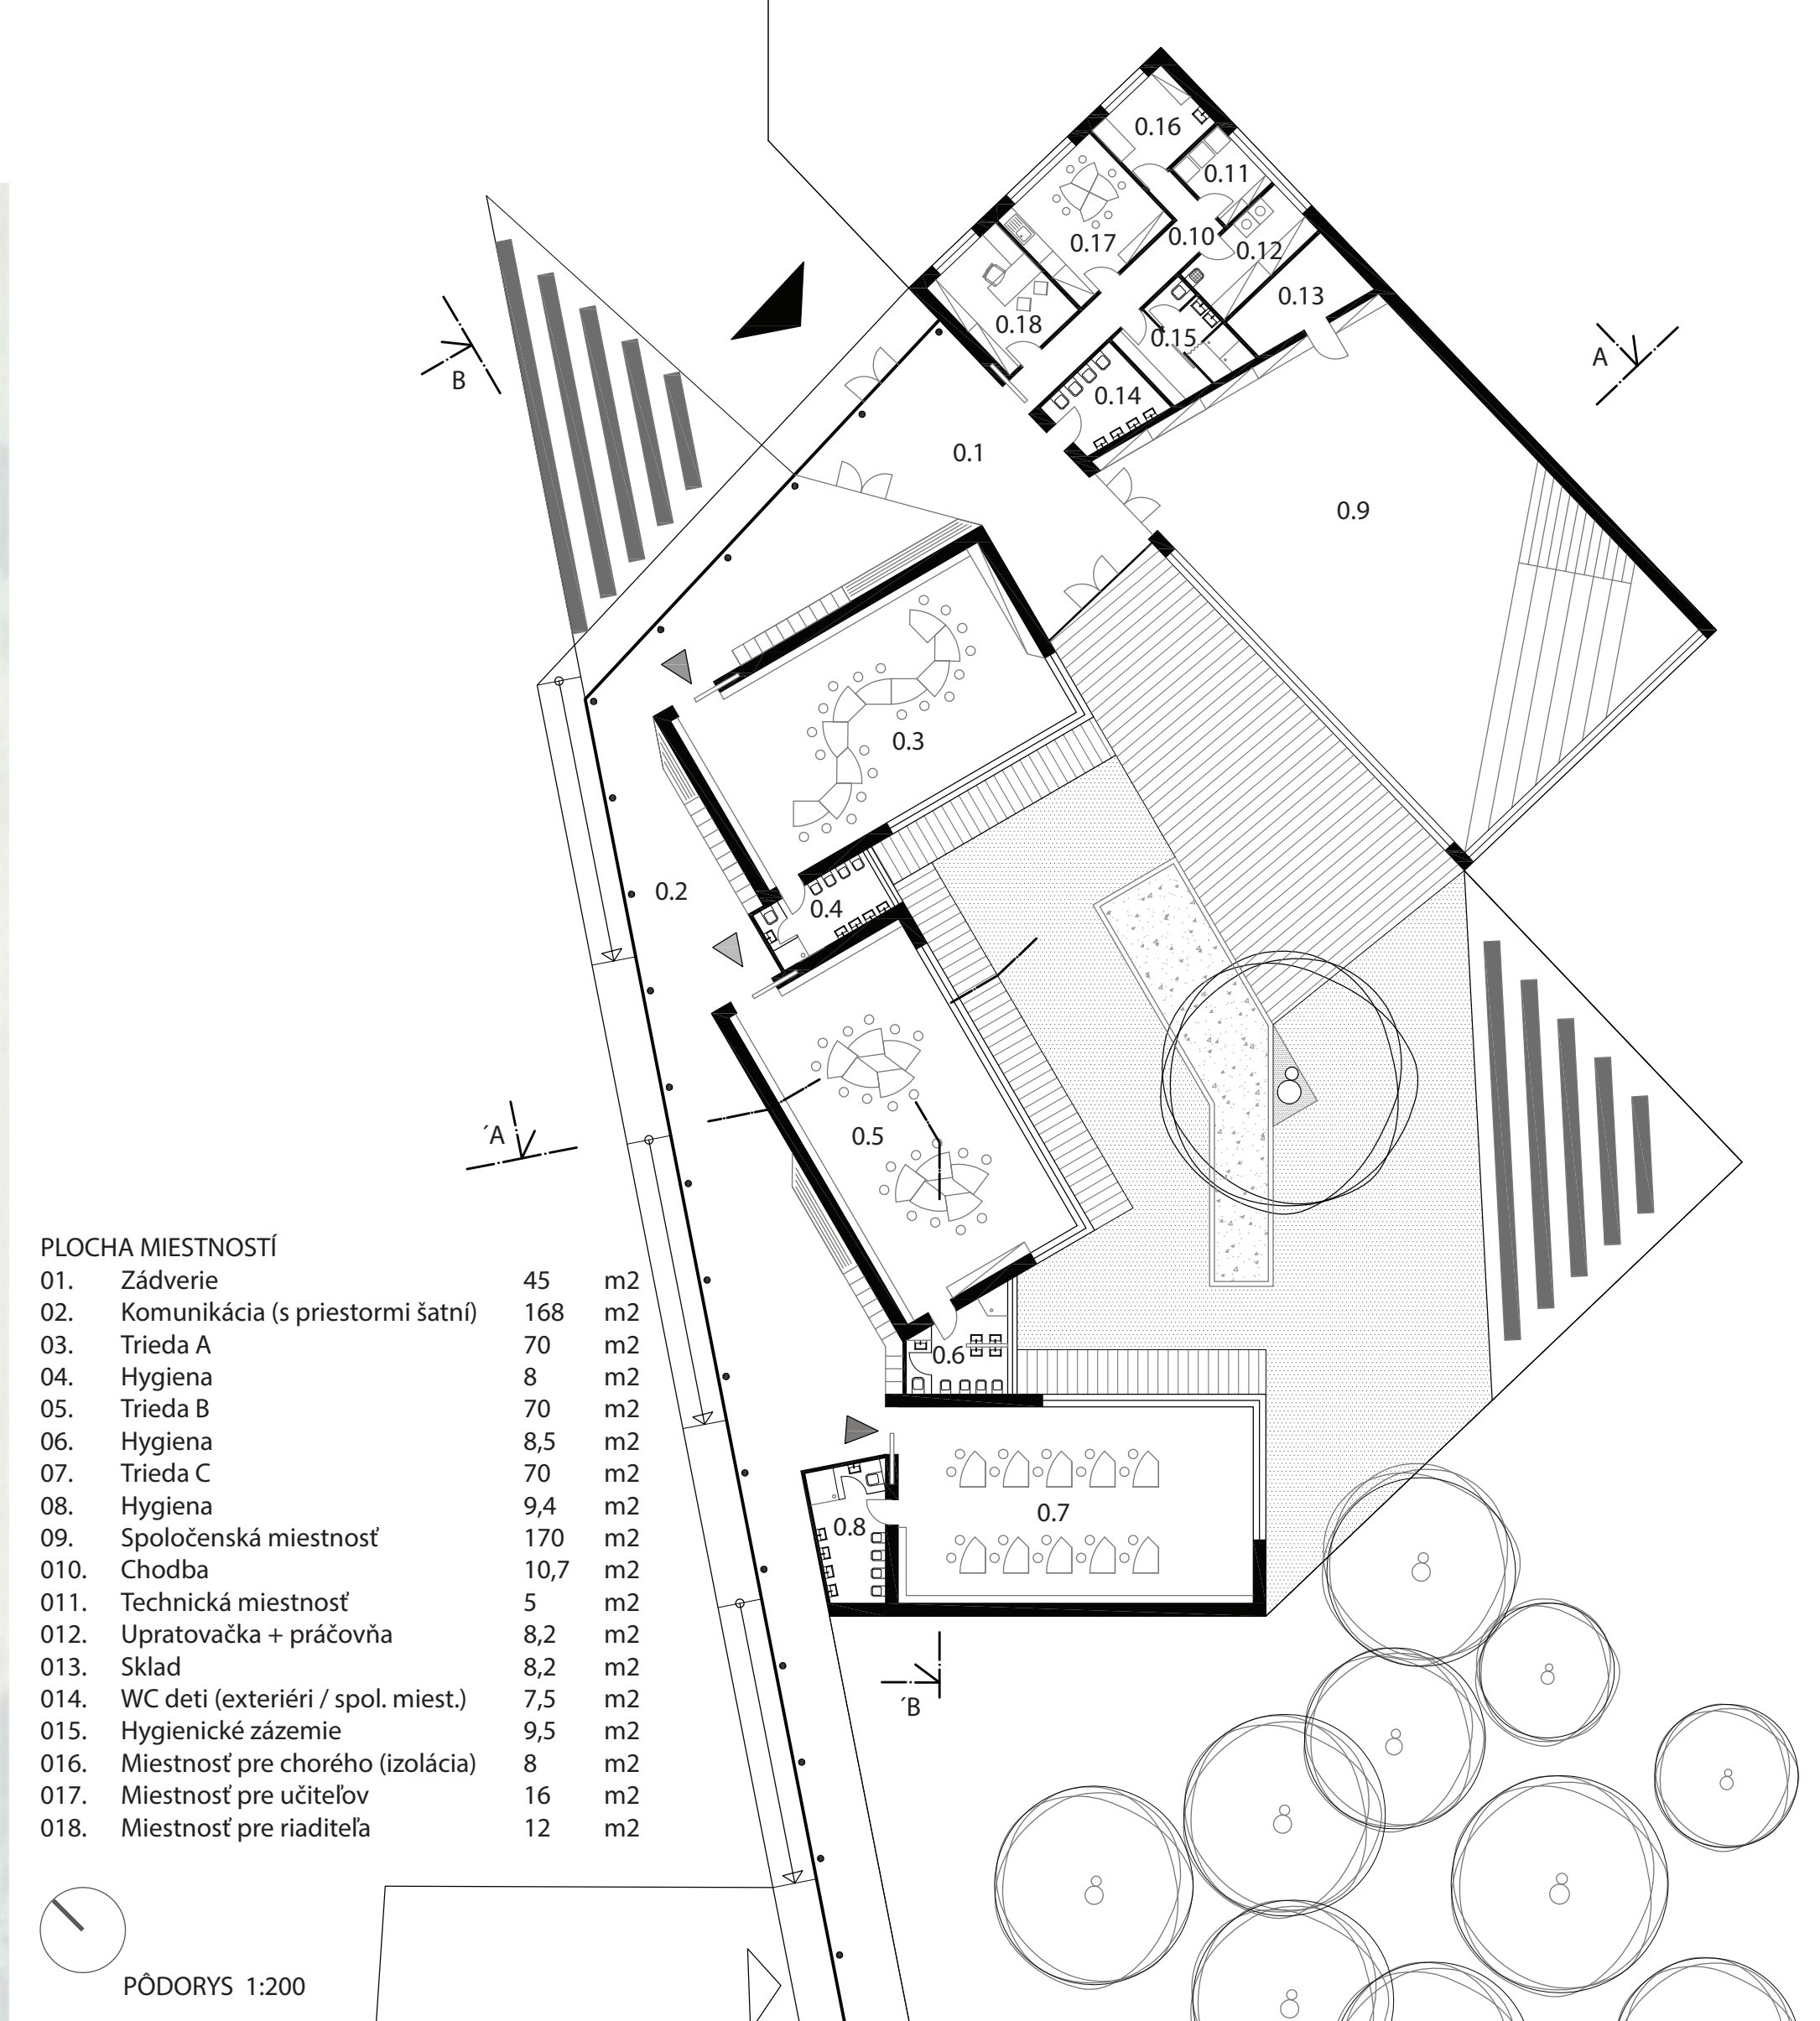 0.16
0.11
0.17
0.10
0.12
0.13
0.18
0.15
0.14
B
A
0.1
0.9
0.3
0.2
0.4
´A
0.5
0.6
0.7
0.8
´B
PLOCHA MIESTNOSTÍ
01. Zádverie 45 m2
02. Komunikácia (s priestormi šatní) 168 m2
03. Trieda A 70 m2
04. Hygiena 8 m2
05. Trieda B 70 m2
06. Hygiena 8,5 m2
07. Trieda C 70 m2
08. Hygiena 9,4 m2
09. Spoločenská miestnosť 170 m2
010. Chodba 10,7 m2
011. Technická miestnosť 5 m2
012. Upratovačka + práčovňa 8,2 m2
013. Sklad 8,2 m2
014. WC deti (exteriéri / spol. miest.) 7,5 m2
015. Hygienické zázemie 9,5 m2
016. Miestnosť pre chorého (izolácia) 8 m2
017. Miestnosť pre učiteľov 16 m2
018. Miestnosť pre riaditeľa 12 m2
PÔDORYS 1:200